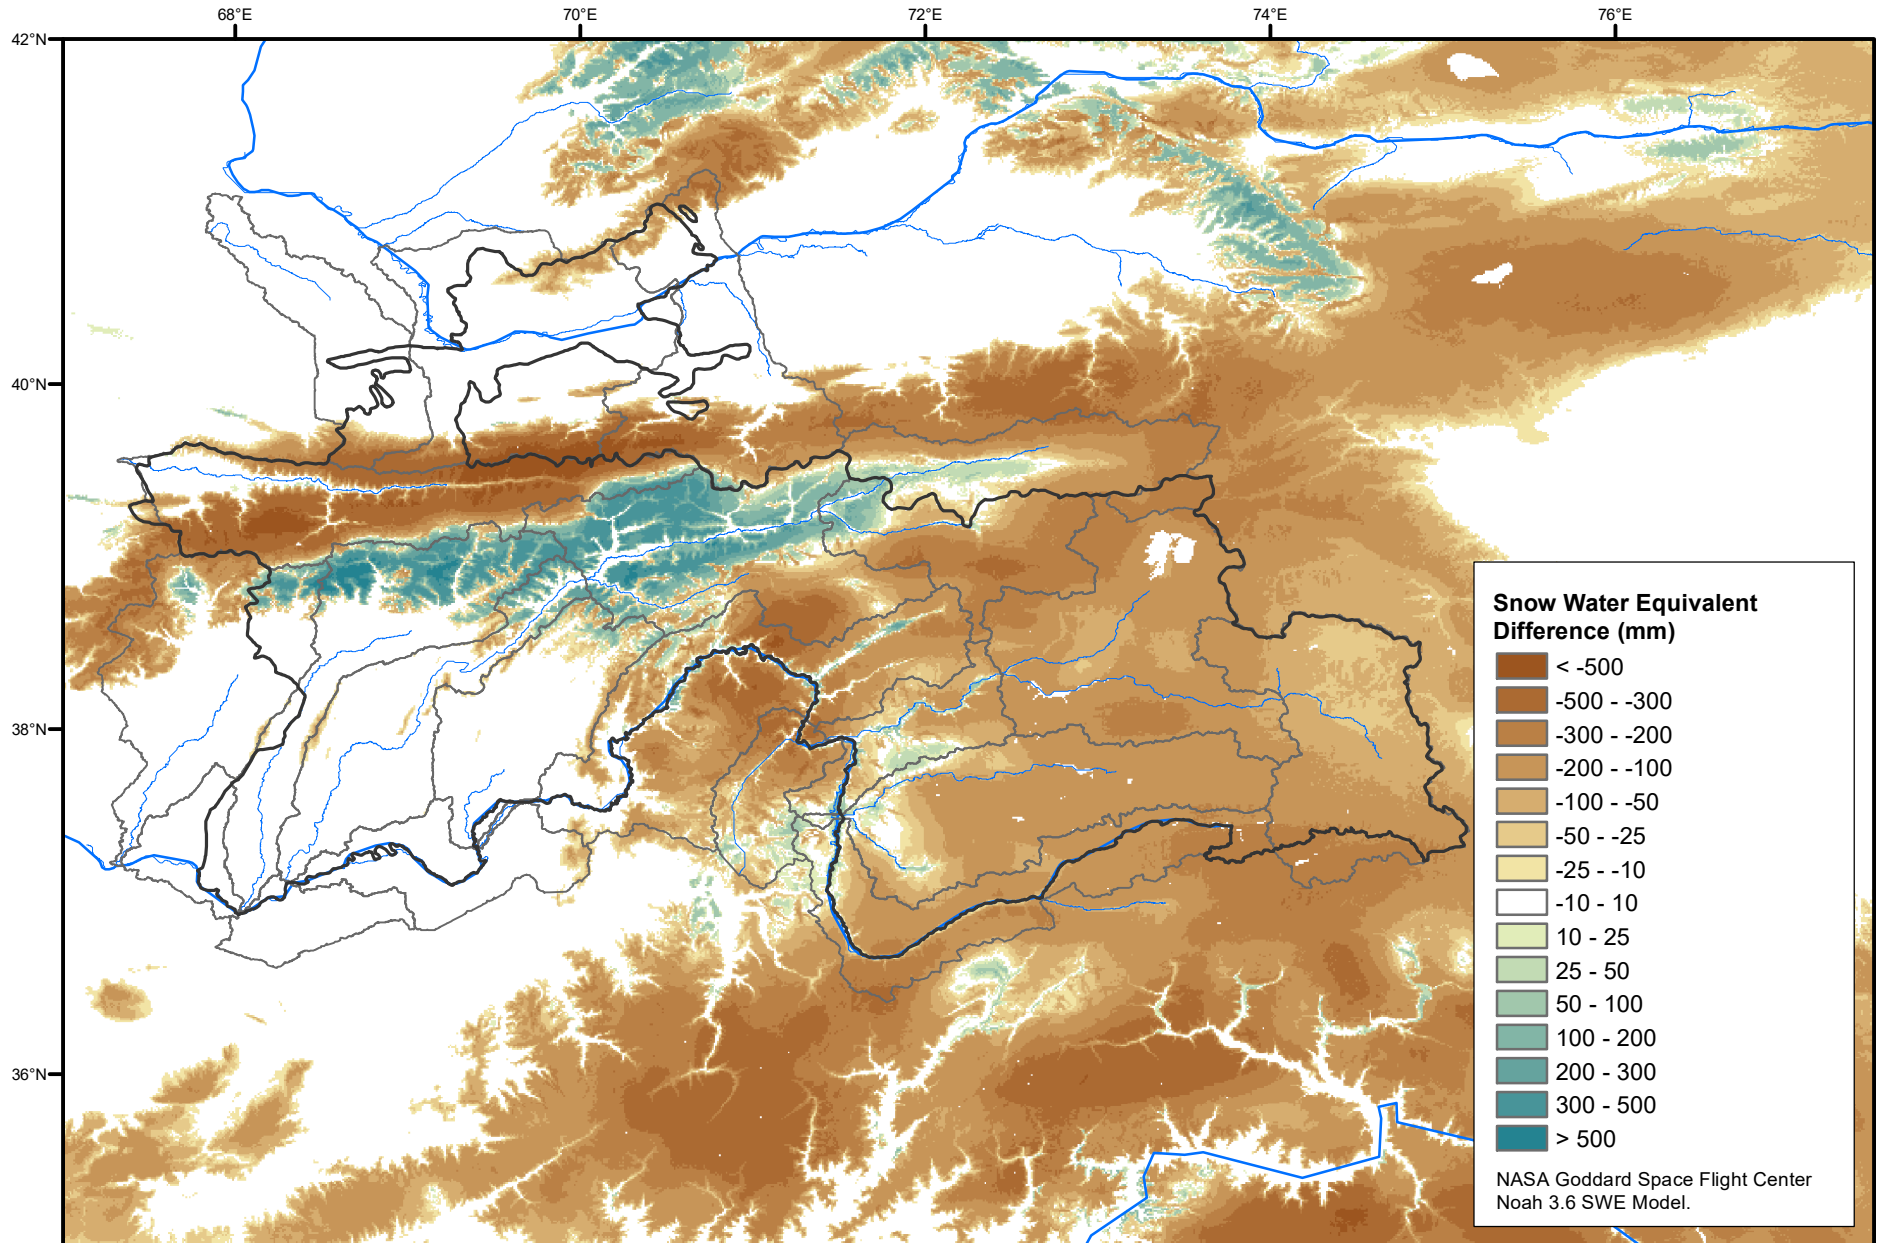 68°E
70°E
72°E
74°E
76°E
42°N
40°N
38°N
36°N
Snow Water Equivalent
Difference (mm)
< -500
-500 - -300
-300 - -200
-200 - -100
-100 - -50
-50 - -25
-25 - -10
-10 - 10
10 - 25
25 - 50
50 - 100
100 - 200
200 - 300
300 - 500
> 500
NASA Goddard Space Flight Center
Noah 3.6 SWE Model.